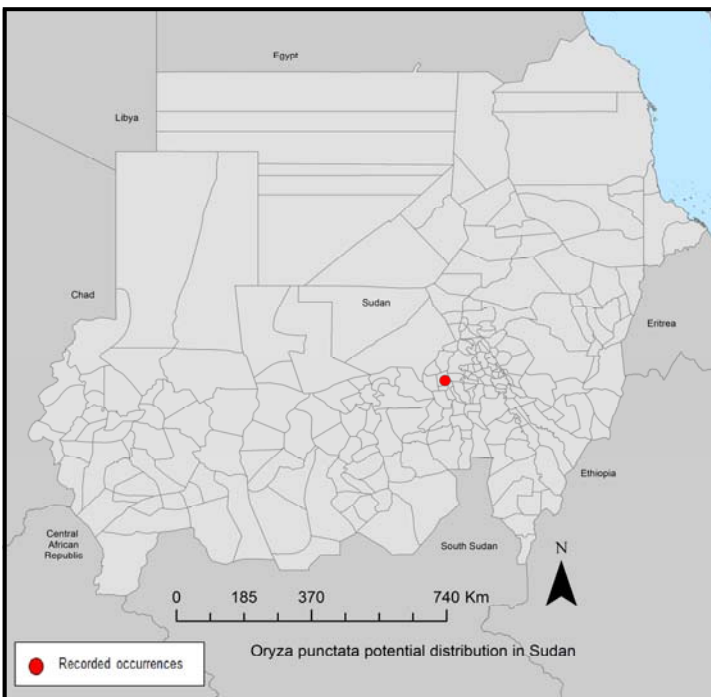 Egypt
Libya
Chad
Sudan
Eritrea
Ethiopia
Central
African
Republic
South Sudan
N
0 185 370 740 Km
Oryza punctata potential distribution in Sudan
Recorded occurrences